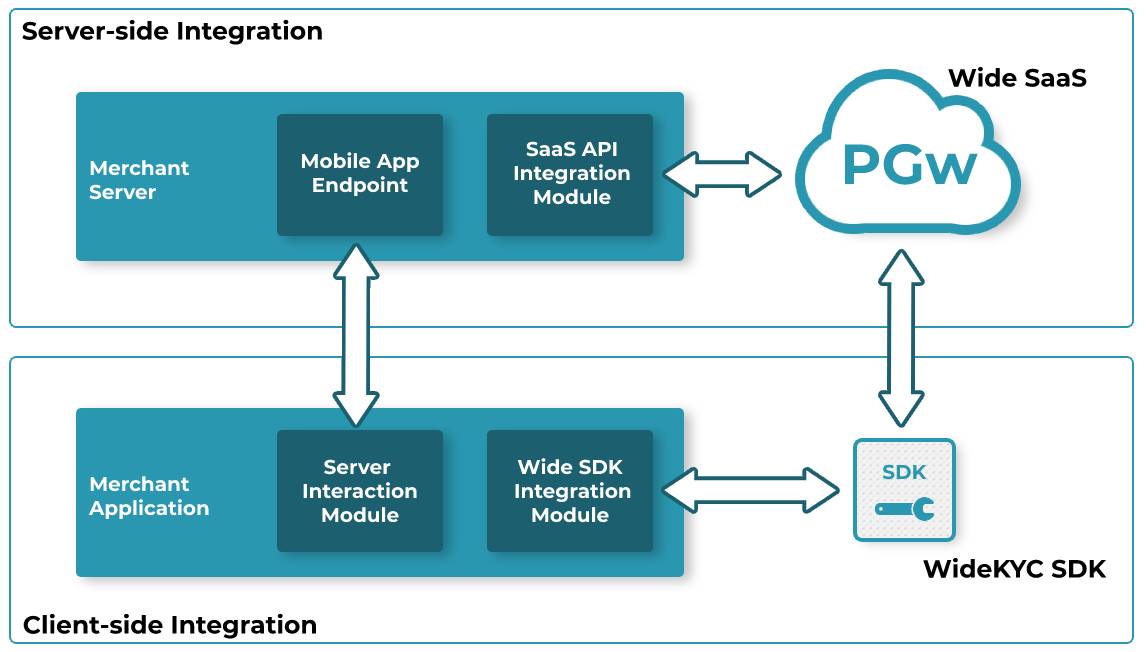 Server-side Integration
Wide SaaS
Merchant
Server
Mobile App
Endpoint
SaaS API
Integration
Module
PGw
Merchant
Application
Server
Interaction
Module
Wide SDK
Integration
Module
SDK
WideKYC SDK
Client-side Integration